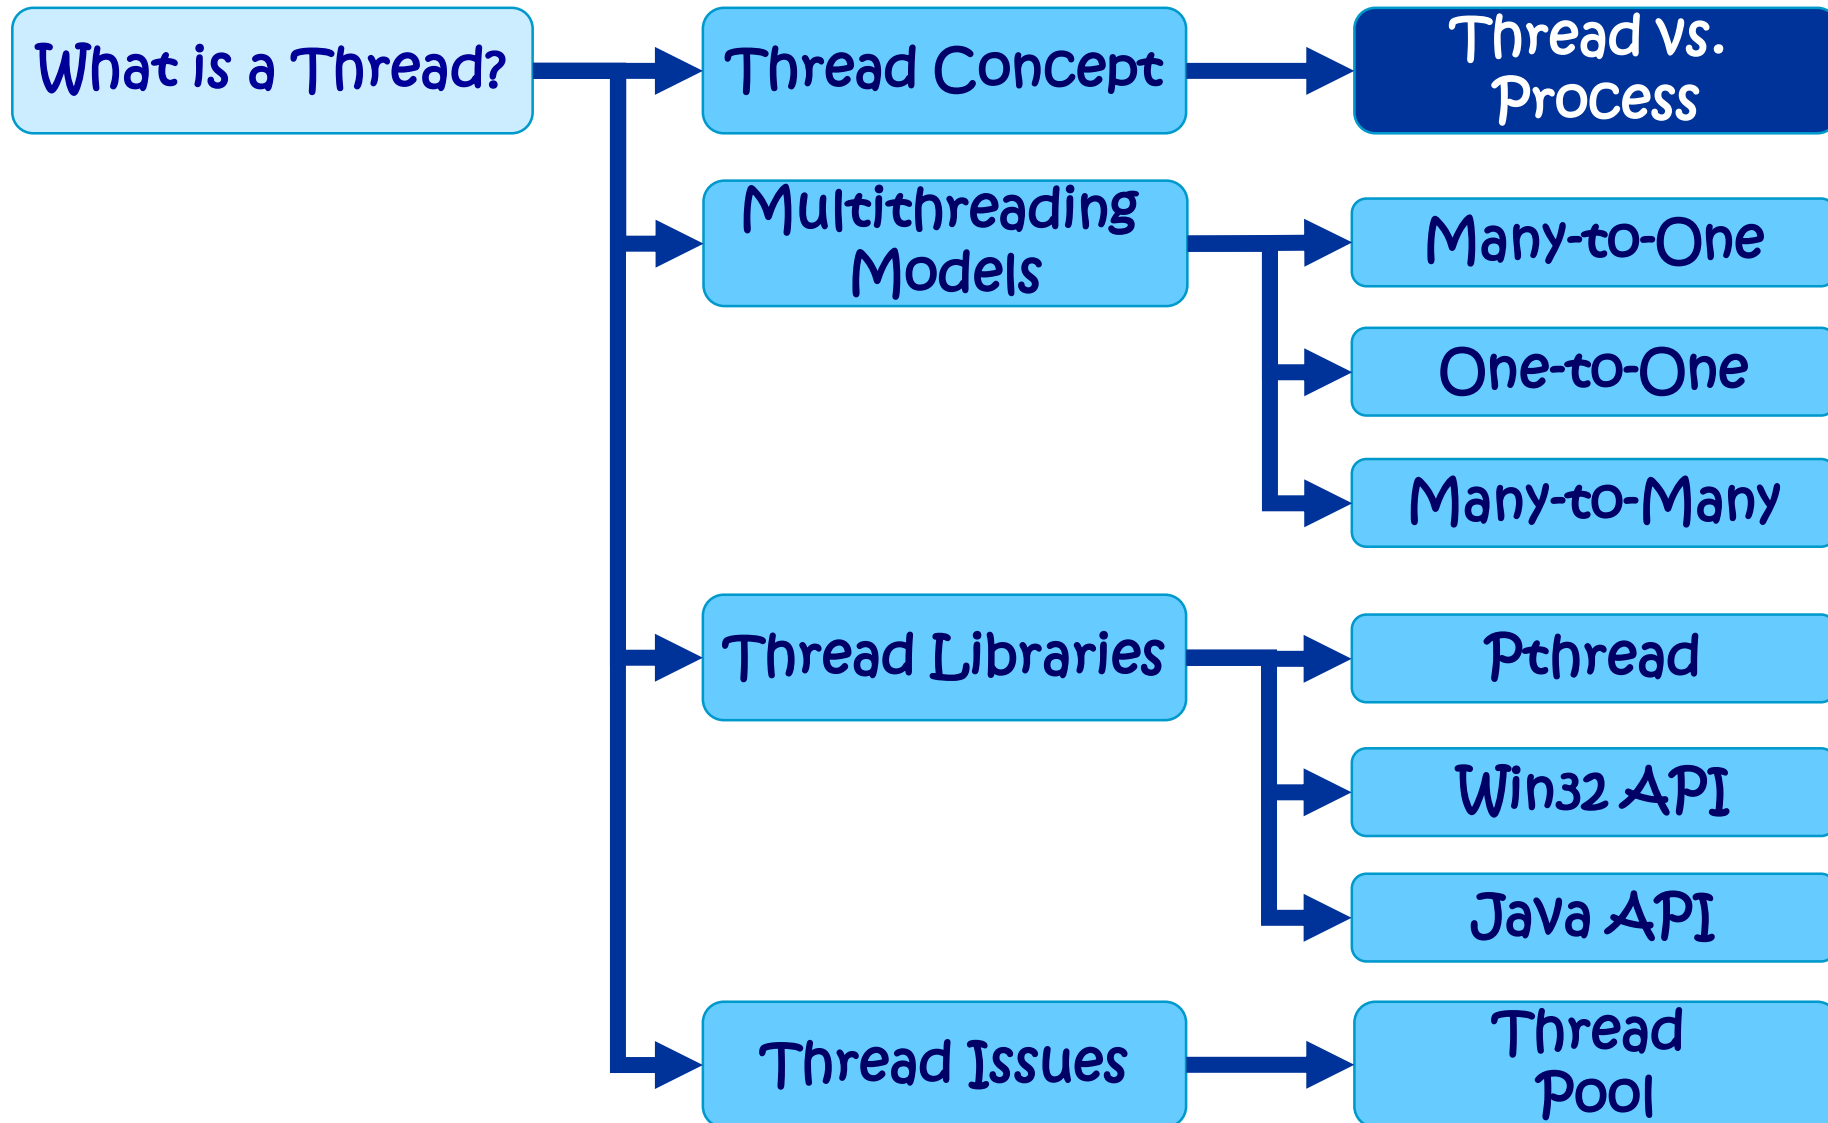 What is a Thread?
Thread Concept
Thread vs.
Process
Multithreading
Models
Many-to-One
One-to-One
Many-to-Many
Thread Libraries
Pthread
Win32 API
Java API
Thread Issues
Thread
Pool